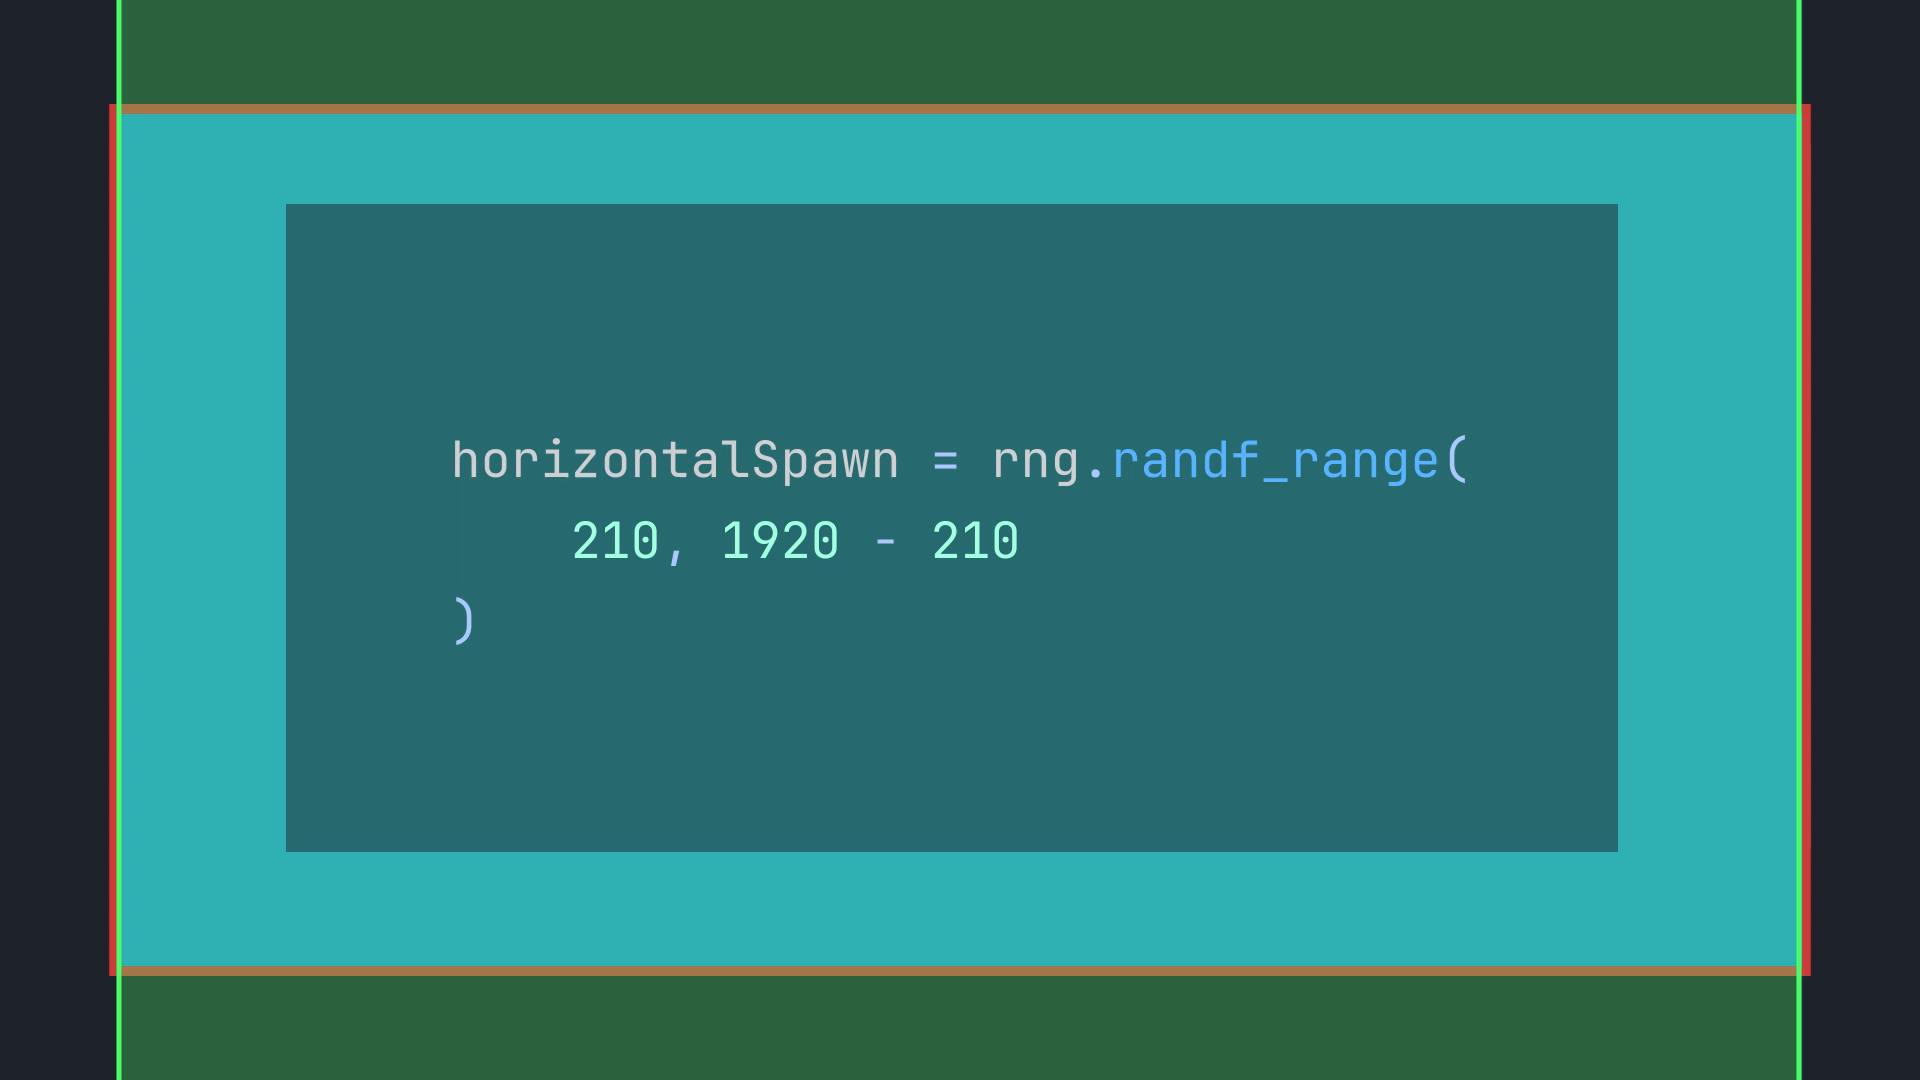 horizontalSpawn = rng.randf_range(
    210, 1920 - 210
)